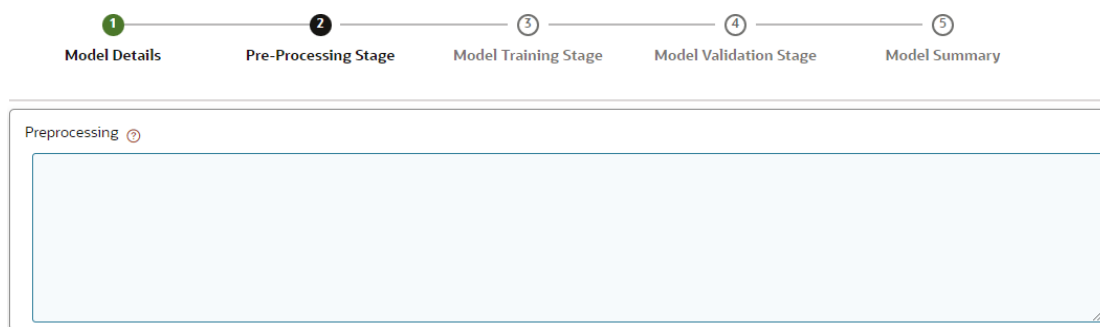 1 2 3 4 5
Model Details Pre-Processing Stage Model Training Stage Model Validation Stage Model Summary
Preprocessing ?